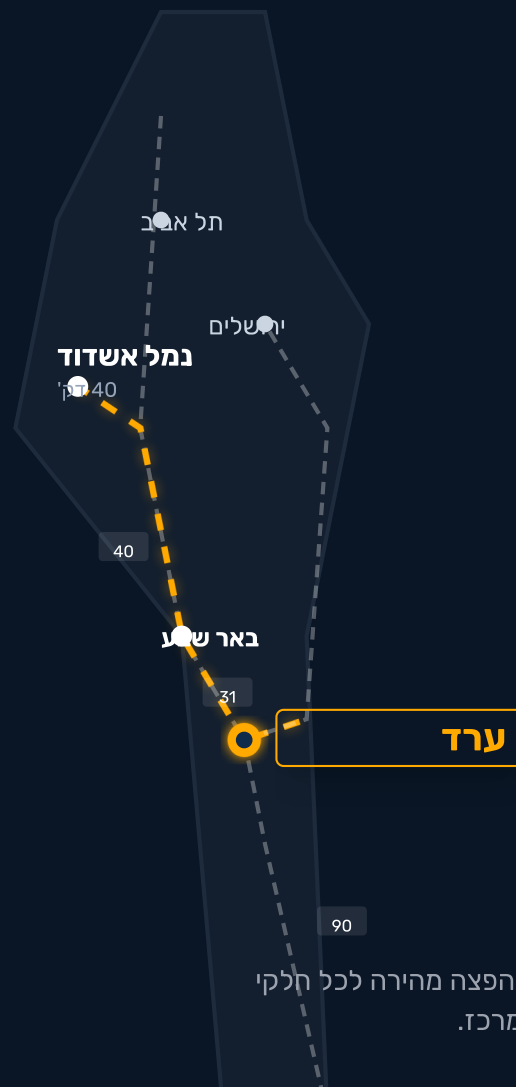 תל אביב
ירושלים
נמל אשדוד
40 דק'
40
באר שבע
31
ערד
90
הפצה מהירה לכל חלקי
מרכז.